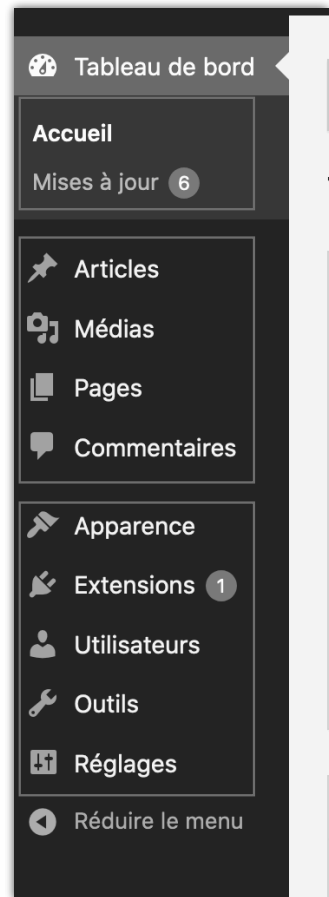 Tableau de bord
Accueil
Mises à jour 6
Articles
Médias
Pages
Commentaires
Apparence
Extensions 1
Utilisateurs
Outils
Réglages
Réduire le menu